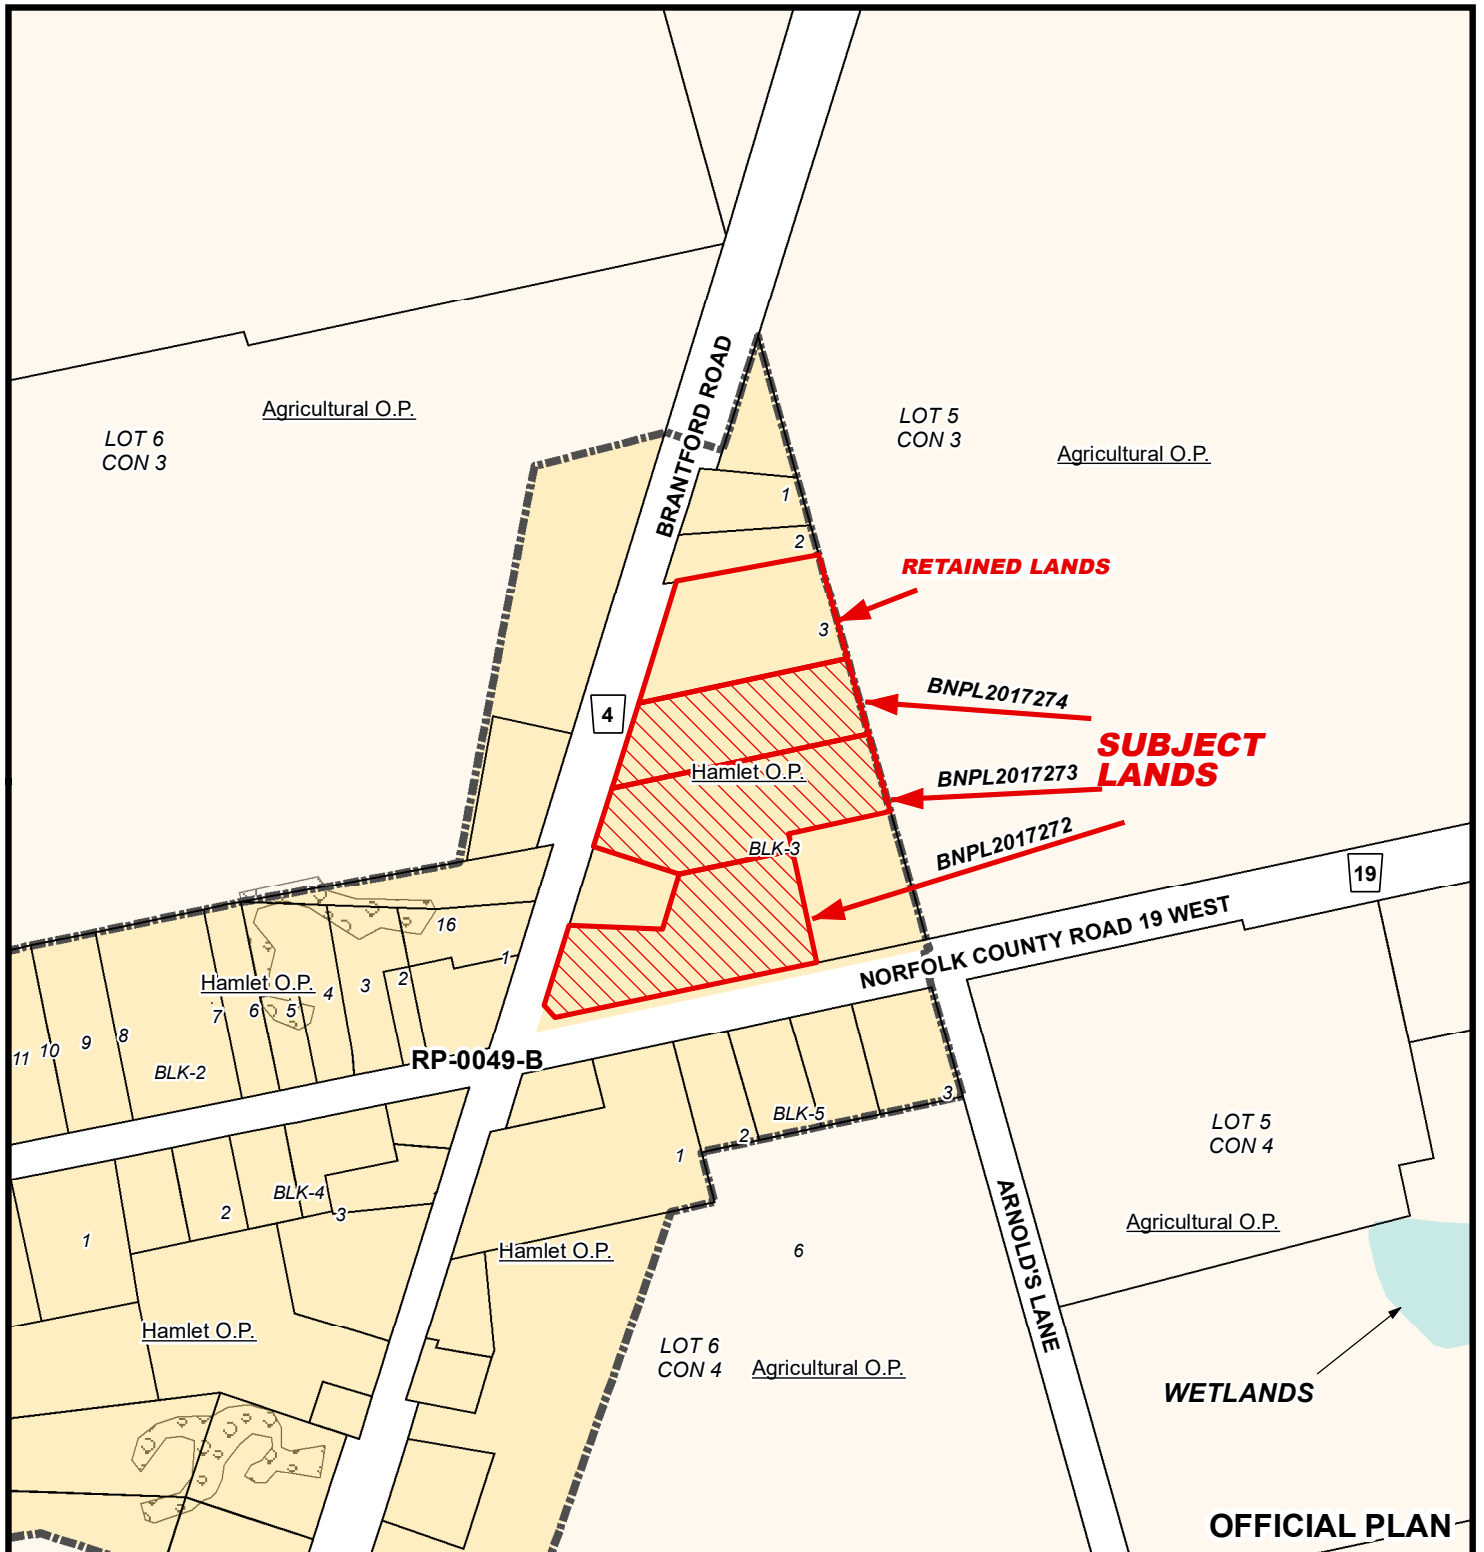 BRANTFORD ROAD
Agricultural O.P.
LOT 6
CON 3
LOT 5
CON 3
Agricultural O.P.
1
2
RETAINED LANDS
3
BNPL2017274
4
SUBJECT
LANDS
Hamlet O.P.
BNPL2017273
BLK-3
BNPL2017272
19
NORFOLK COUNTY ROAD 19 WEST
16
1
Hamlet O.P.
2
3
4
5
6
7
8
9
10
11
BLK-2
RP-0049-B
BLK-5
3
2
1
LOT 5
CON 4
BLK-4
2
3
1
ARNOLD'S LANE
Agricultural O.P.
Hamlet O.P.
6
Hamlet O.P.
LOT 6
CON 4
Agricultural O.P.
WETLANDS
OFFICIAL PLAN